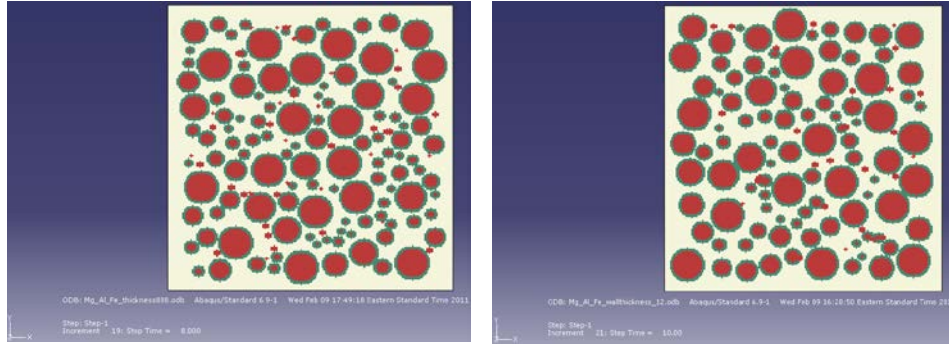 ODB: Mg_Al_Fe_thickness888.odb Abaqus/Standard 6.9-1 Wed Feb 09 17:49:18 Eastern Standard Time 2011
Step: Step-1
Increment 19: Step Time = 8.000
X
ODB: Mg_Al_Fe_wallthickness_12.odb Abaqus/Standard 6.9-1 Wed Feb 09 16:28:50 Eastern Standard Time 20
Step: Step-1
Increment 21: Step Time = 10.00
X